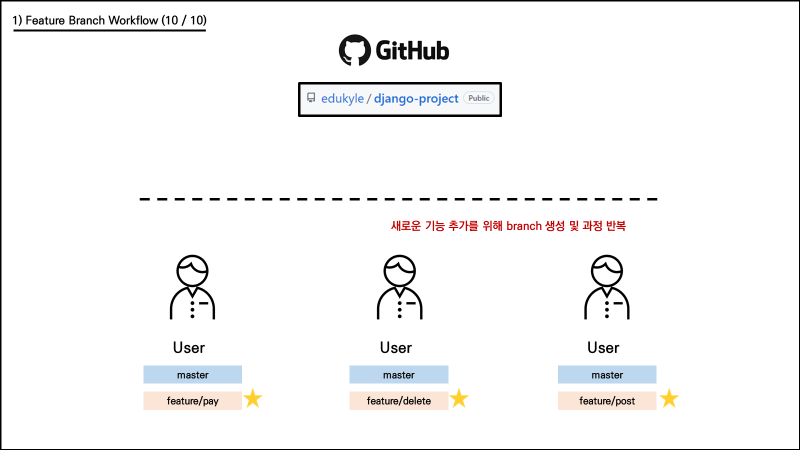 1) Feature Branch Workflow (10 / 10)
GitHub
edukyle / django-project Public
새로운 기능 추가를 위해 branch 생성 및 과정 반복
User User User
master master master
feature/pay feature/delete feature/post